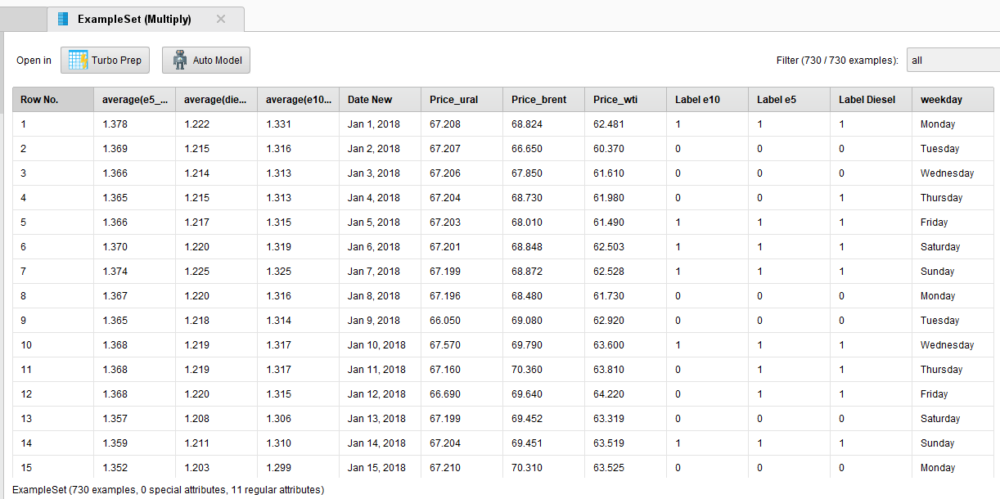 ExampleSet (Multiply)
Open in Turbo Prep Auto Model Filter (730 / 730 examples): all
Row No. average(e5_... average(die... average(e10... Date New Price_ural Price_brent Price_wti Label e10 Label e5 Label Diesel weekday
1 1.378 1.222 1.331 Jan 1, 2018 67.208 68.824 62.481 1 1 1 Monday
2 1.369 1.215 1.316 Jan 2, 2018 67.207 66.650 60.370 0 0 0 Tuesday
3 1.366 1.214 1.313 Jan 3, 2018 67.206 67.850 61.610 0 0 0 Wednesday
4 1.365 1.215 1.313 Jan 4, 2018 67.204 68.730 61.980 0 0 1 Thursday
5 1.366 1.217 1.315 Jan 5, 2018 67.203 68.010 61.490 1 1 1 Friday
6 1.370 1.220 1.319 Jan 6, 2018 67.201 68.848 62.503 1 1 1 Saturday
7 1.374 1.225 1.325 Jan 7, 2018 67.199 68.872 62.528 1 1 1 Sunday
8 1.367 1.220 1.316 Jan 8, 2018 67.196 68.480 61.730 0 0 0 Monday
9 1.365 1.218 1.314 Jan 9, 2018 66.050 69.080 62.920 0 0 0 Tuesday
10 1.368 1.219 1.317 Jan 10, 2018 67.570 69.790 63.600 1 1 1 Wednesday
11 1.368 1.219 1.317 Jan 11, 2018 67.160 70.360 63.810 0 1 1 Thursday
12 1.368 1.220 1.315 Jan 12, 2018 66.690 69.640 64.220 0 1 1 Friday
13 1.357 1.208 1.306 Jan 13, 2018 67.199 69.452 63.319 0 0 0 Saturday
14 1.359 1.211 1.310 Jan 14, 2018 67.204 69.451 63.519 1 1 1 Sunday
15 1.352 1.203 1.299 Jan 15, 2018 67.210 70.310 63.525 0 0 0 Monday
ExampleSet (730 examples, 0 special attributes, 11 regular attributes)